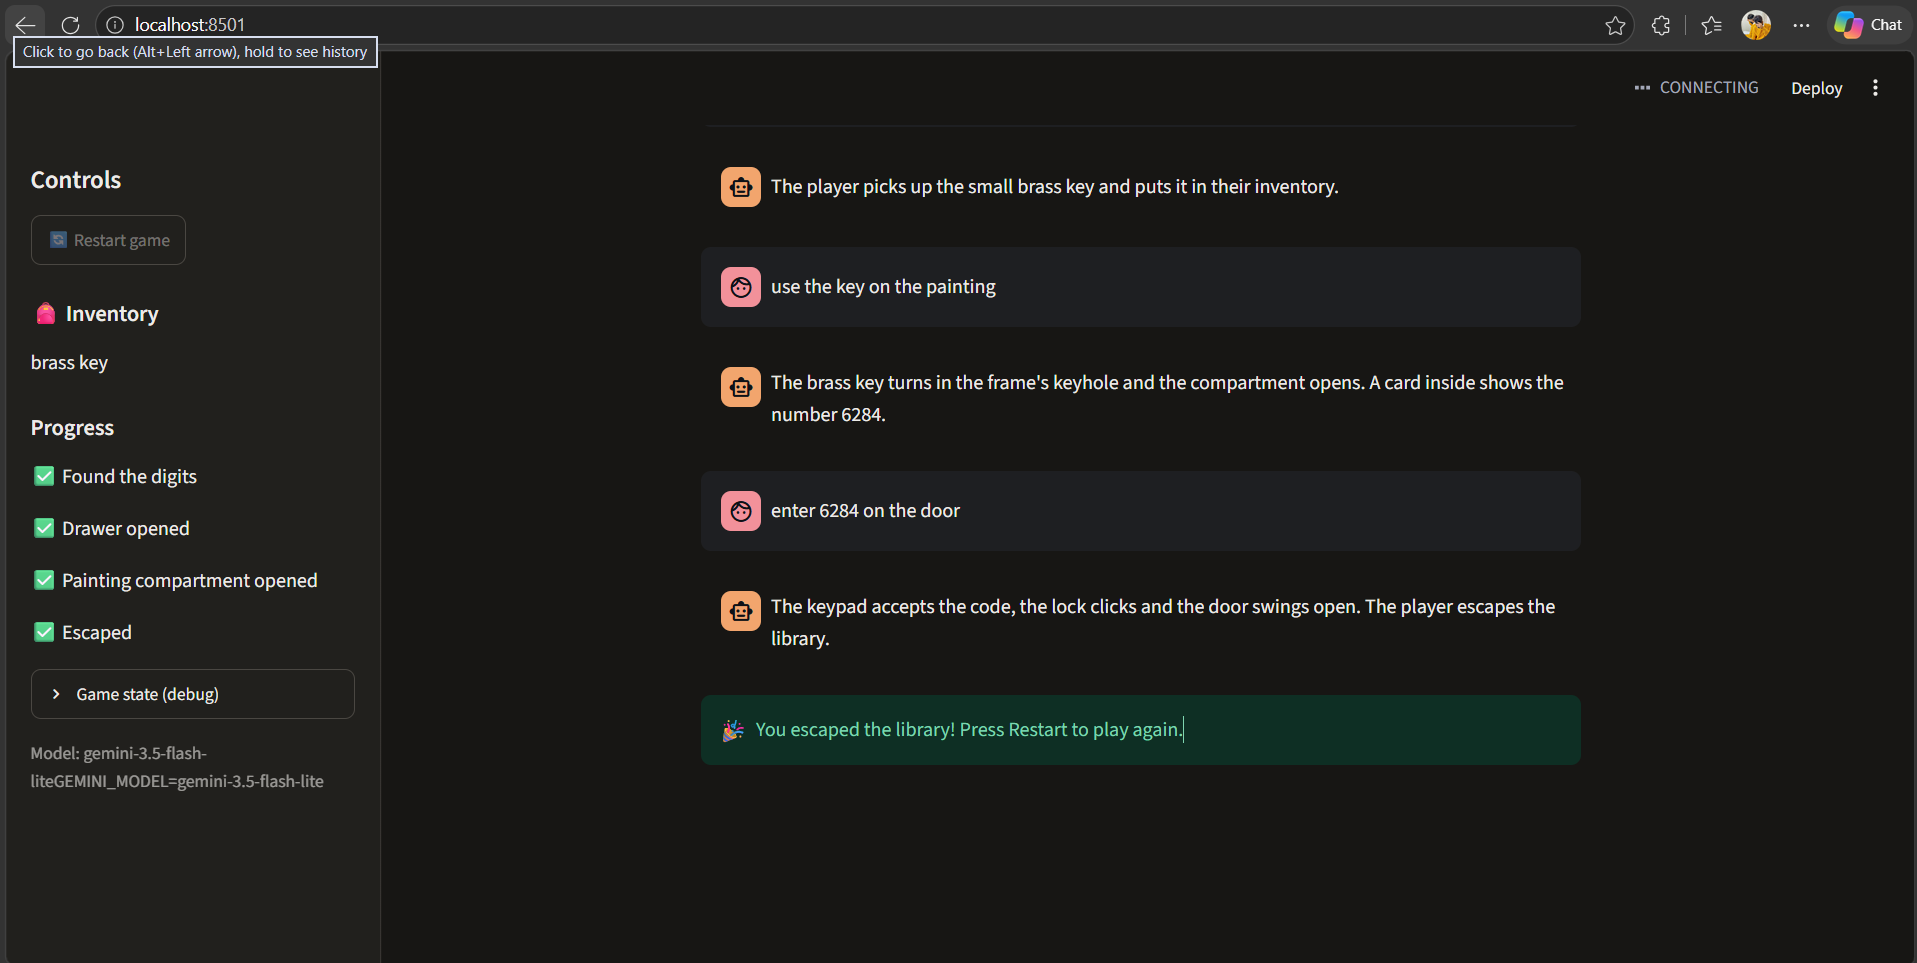 localhost:8501
Chat
Click to go back (Alt+Left arrow), hold to see history
CONNECTING
Deploy
Controls
Restart game
Inventory
brass key
Progress
Found the digits
Drawer opened
Painting compartment opened
Escaped
Game state (debug)
Model: gemini-3.5-flash-
liteGEMINI_MODEL=gemini-3.5-flash-lite
The player picks up the small brass key and puts it in their inventory.
use the key on the painting
The brass key turns in the frame's keyhole and the compartment opens. A card inside shows the
number 6284.
enter 6284 on the door
The keypad accepts the code, the lock clicks and the door swings open. The player escapes the
library.
You escaped the library! Press Restart to play again.